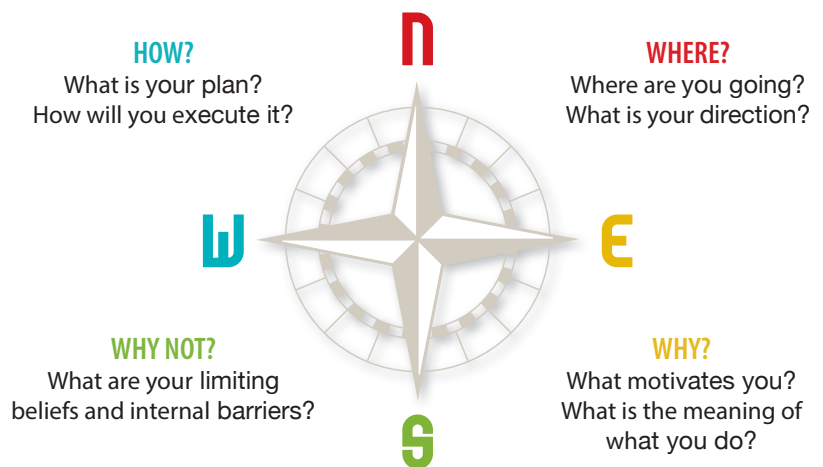 N
HOW?
What is your plan?
How will you execute it?
WHERE?
Where are you going?
What is your direction?
W
E
WHY NOT?
What are your limiting
beliefs and internal barriers?
WHY?
What motivates you?
What is the meaning of
what you do?
S